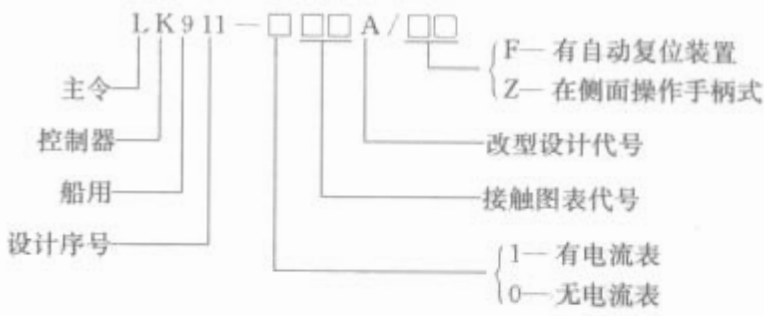 LK911-□□□A/□□
F—有自动复位装置
主令
Z—在侧面操作手柄式
控制器
改型设计代号
船用
接触图表代号
设计序号
1—有电流表
0—无电流表